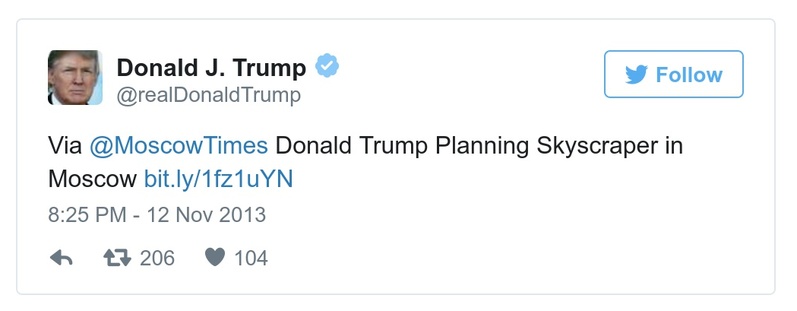 Donald J. Trump
@realDonaldTrump
Follow
Via @MoscowTimes Donald Trump Planning Skyscraper in
Moscow bit.ly/1fz1uYN
8:25 PM - 12 Nov 2013
206 104